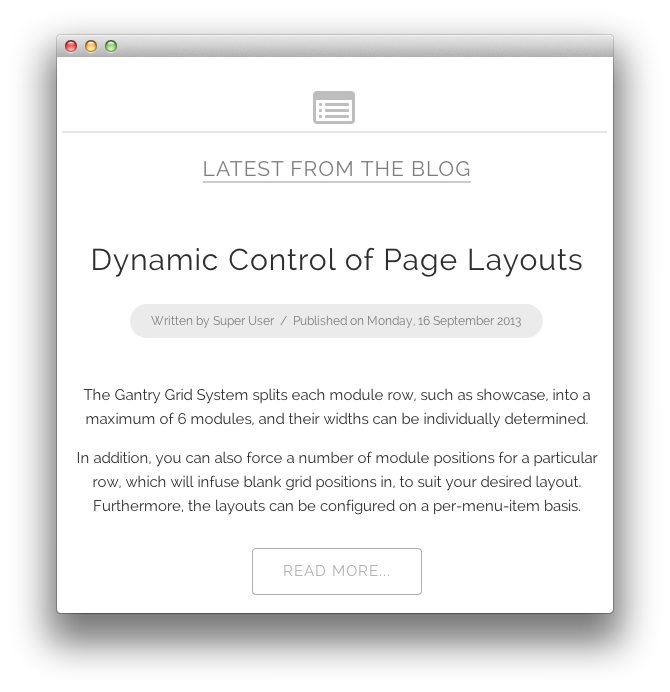 LATEST FROM THE BLOG
Dynamic Control of Page Layouts
Written by Super User / Published on Monday, 16 September 2013
The Gantry Grid System splits each module row, such as showcase, into a
maximum of 6 modules, and their widths can be individually determined.
In addition, you can also force a number of module positions for a particular
row, which will infuse blank grid positions in, to suit your desired layout.
Furthermore, the layouts can be configured on a per-menu-item basis.
READ MORE...